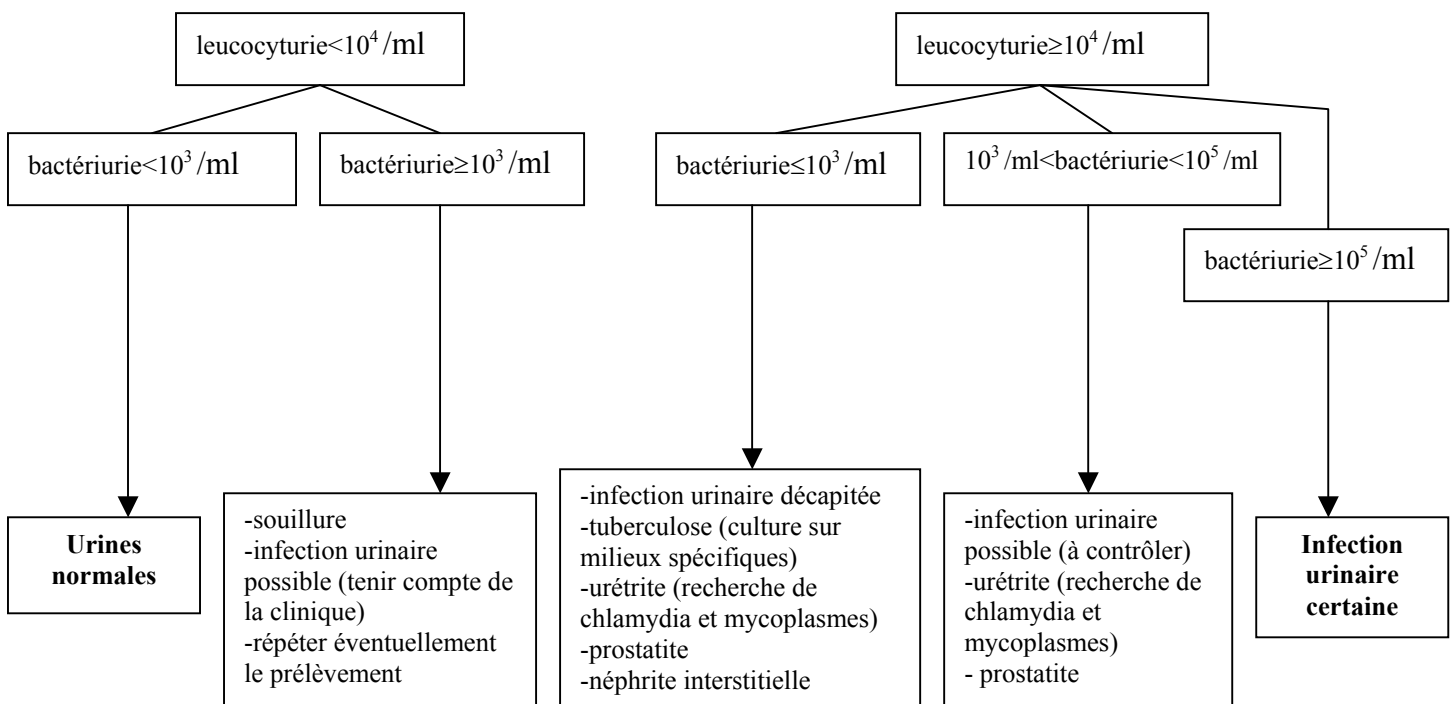 leucocyturie<10⁴/ml
leucocyturie≥10⁴/ml
bactériurie<10³/ml
bactériurie≥10³/ml
bactériurie≤10³/ml
10³/ml<bactériurie<10⁵/ml
bactériurie≥10⁵/ml
Urines
normales
-souillure
-infection urinaire
possible (tenir compte de
la clinique)
-répéter éventuellement
le prélèvement
-infection urinaire décapitée
-tuberculose (culture sur
milieux spécifiques)
-urétrite (recherche de
chlamydia et mycoplasmes)
-prostatite
-néphrite interstitielle
-infection urinaire
possible (à contrôler)
-urétrite (recherche de
chlamydia et
mycoplasmes)
- prostatite
Infection
urinaire
certaine